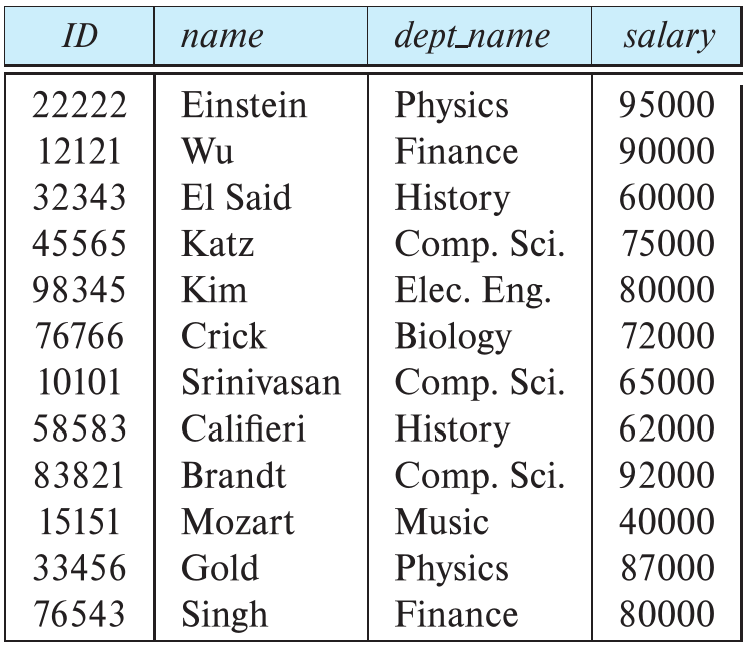 ID name dept_name salary
22222 Einstein Physics 95000
12121 Wu Finance 90000
32343 El Said History 60000
45565 Katz Comp. Sci. 75000
98345 Kim Elec. Eng. 80000
76766 Crick Biology 72000
10101 Srinivasan Comp. Sci. 65000
58583 Califieri History 62000
83821 Brandt Comp. Sci. 92000
15151 Mozart Music 40000
33456 Gold Physics 87000
76543 Singh Finance 80000